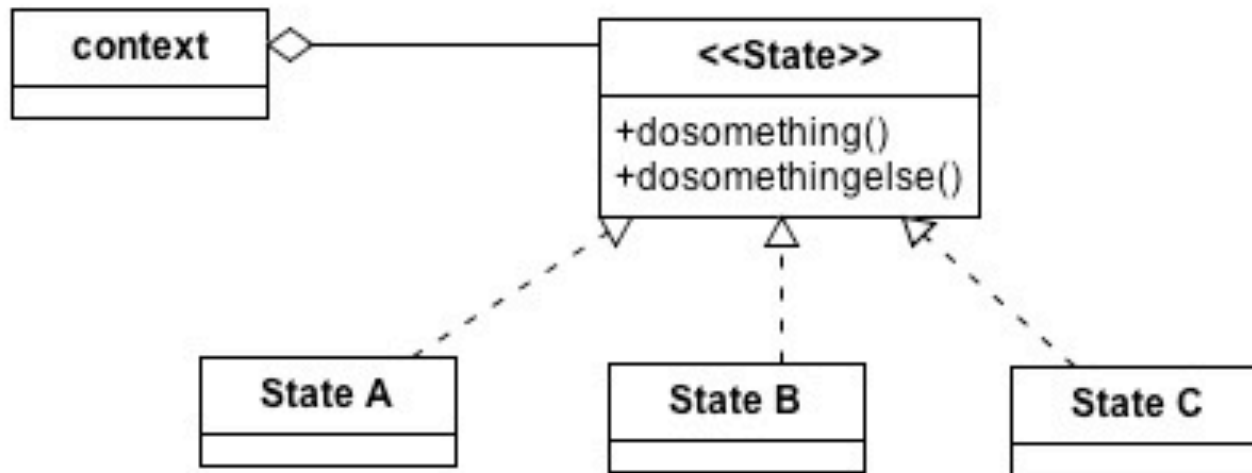 context
<<State>>
+dosomething()
+dosomethingelse()
State A
State B
State C